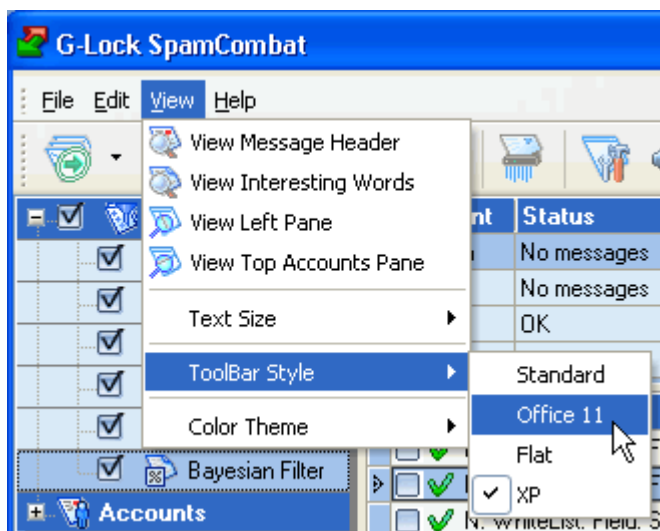 G-Lock SpamCombat
File Edit View Help
View Message Header
View Interesting Words
View Left Pane
View Top Accounts Pane
Text Size
ToolBar Style
Color Theme
Standard
Office 11
Flat
XP
Status
No messages
No messages
OK
Bayesian Filter
Accounts
N: WhiteList: Field: